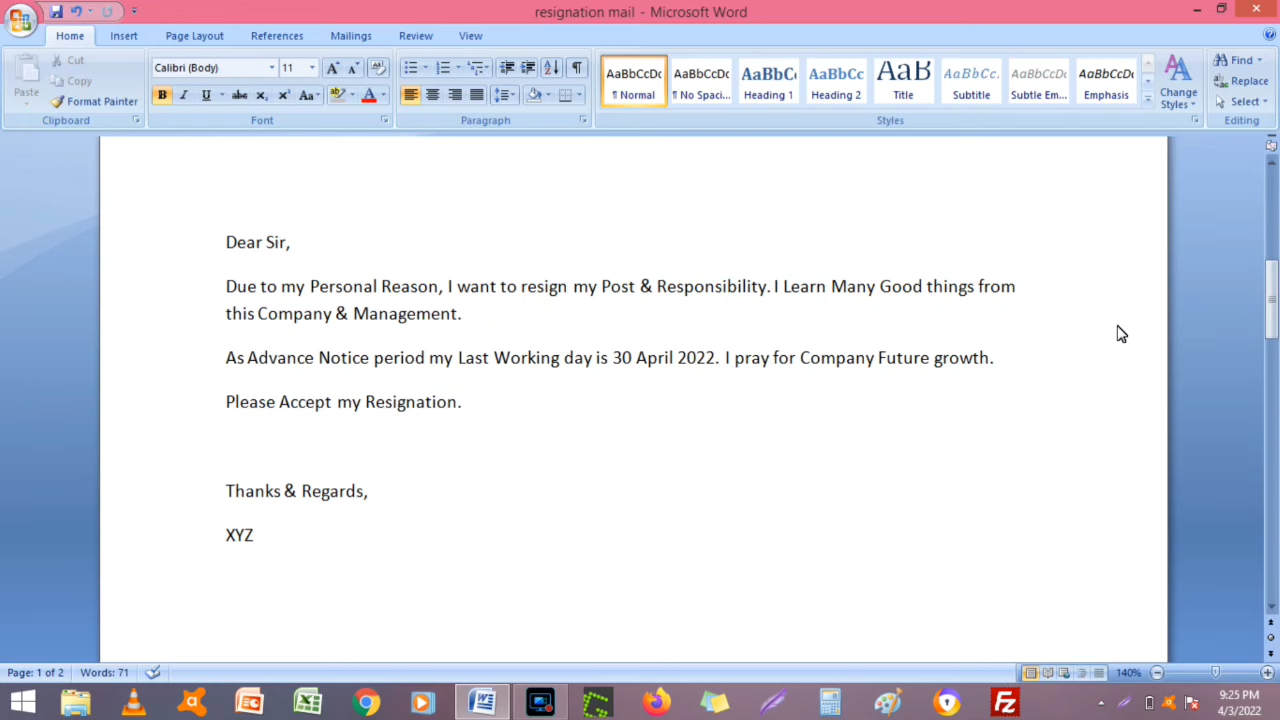 resignation mail - Microsoft Word
Home Insert Page Layout References Mailings Review View
Paste Cut Copy Format Painter
Calibri (Body) 11
AaBbCcDc AaBbCcDc AaBbC AaBbCc AaB AaBbCc. AaBbCcDc AaBbCcDc
¶ Normal ¶ No Spaci... Heading 1 Heading 2 Title Subtitle Subtle Em... Emphasis
Change Styles
Find Replace Select
Clipboard Font Paragraph Styles Editing
Dear Sir,
Due to my Personal Reason, I want to resign my Post & Responsibility. I Learn Many Good things from
this Company & Management.
As Advance Notice period my Last Working day is 30 April 2022. I pray for Company Future growth.
Please Accept my Resignation.
Thanks & Regards,
XYZ
Page: 1 of 2 Words: 71 140%
9:25 PM
4/3/2022